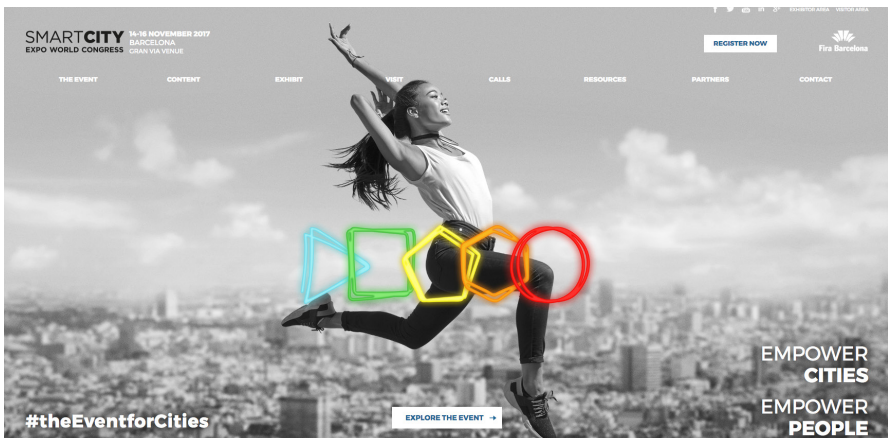 EXHIBITOR AREA VISITOR AREA
SMARTCITY
EXPO WORLD CONGRESS
14-16 NOVEMBER 2017
BARCELONA
GRAN VIA VENUE
REGISTER NOW
Fira Barcelona
THE EVENT CONTENT EXHIBIT VISIT CALLS RESOURCES PARTNERS CONTACT
EMPOWER
CITIES
EMPOWER
PEOPLE
#theEventforCities
EXPLORE THE EVENT →